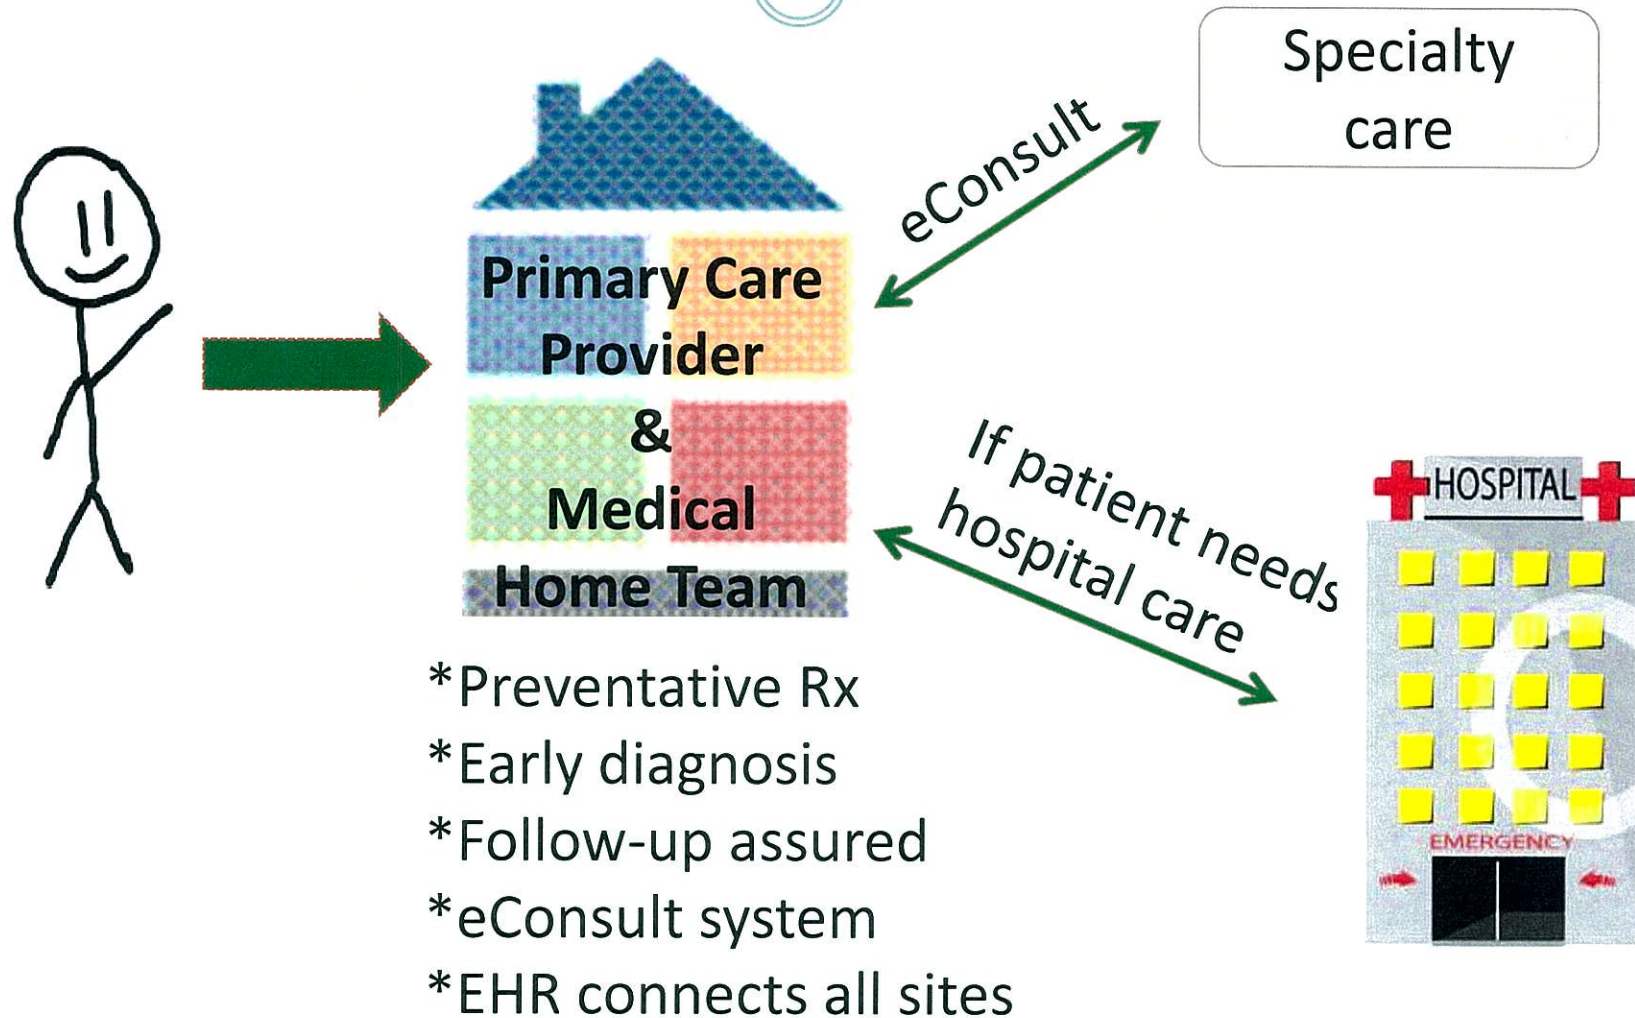 Specialty
care
eConsult
Primary Care
Provider
&
Medical
Home Team
If patient needs
hospital care
HOSPITAL
EMERGENCY
*Preventative Rx
*Early diagnosis
*Follow-up assured
*eConsult system
*EHR connects all sites